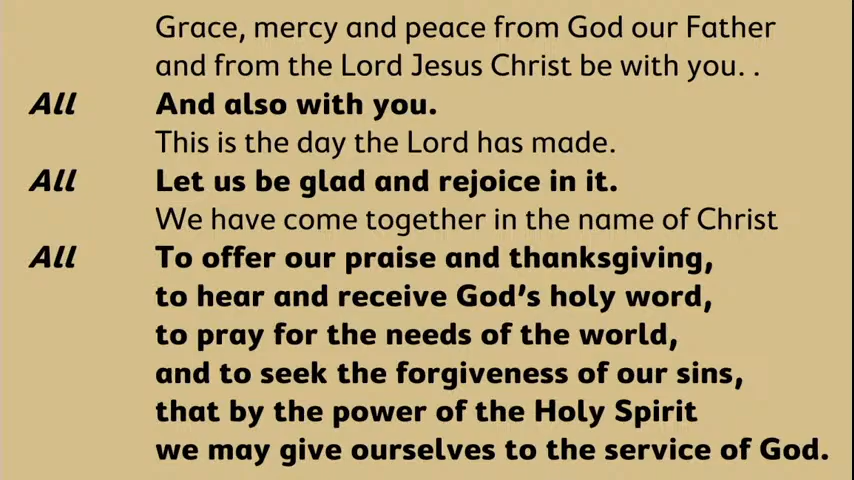 Grace, mercy and peace from God our Father
and from the Lord Jesus Christ be with you. .
All And also with you.
This is the day the Lord has made.
All Let us be glad and rejoice in it.
We have come together in the name of Christ
All To offer our praise and thanksgiving,
to hear and receive God’s holy word,
to pray for the needs of the world,
and to seek the forgiveness of our sins,
that by the power of the Holy Spirit
we may give ourselves to the service of God.